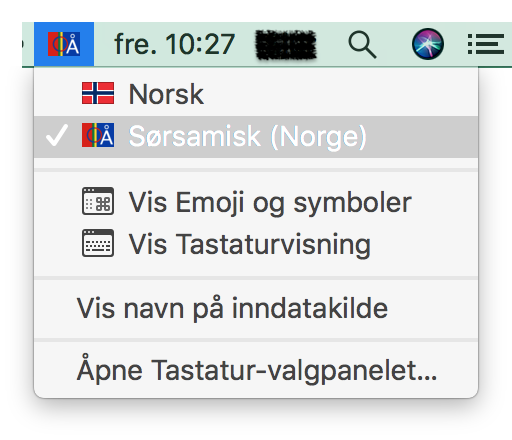 Å fre. 10:27
Norsk
✓ Å Sørsamisk (Norge)
Vis Emoji og symboler
Vis Tastaturvisning
Vis navn på inndatakilde
Åpne Tastatur-valgpanelet...